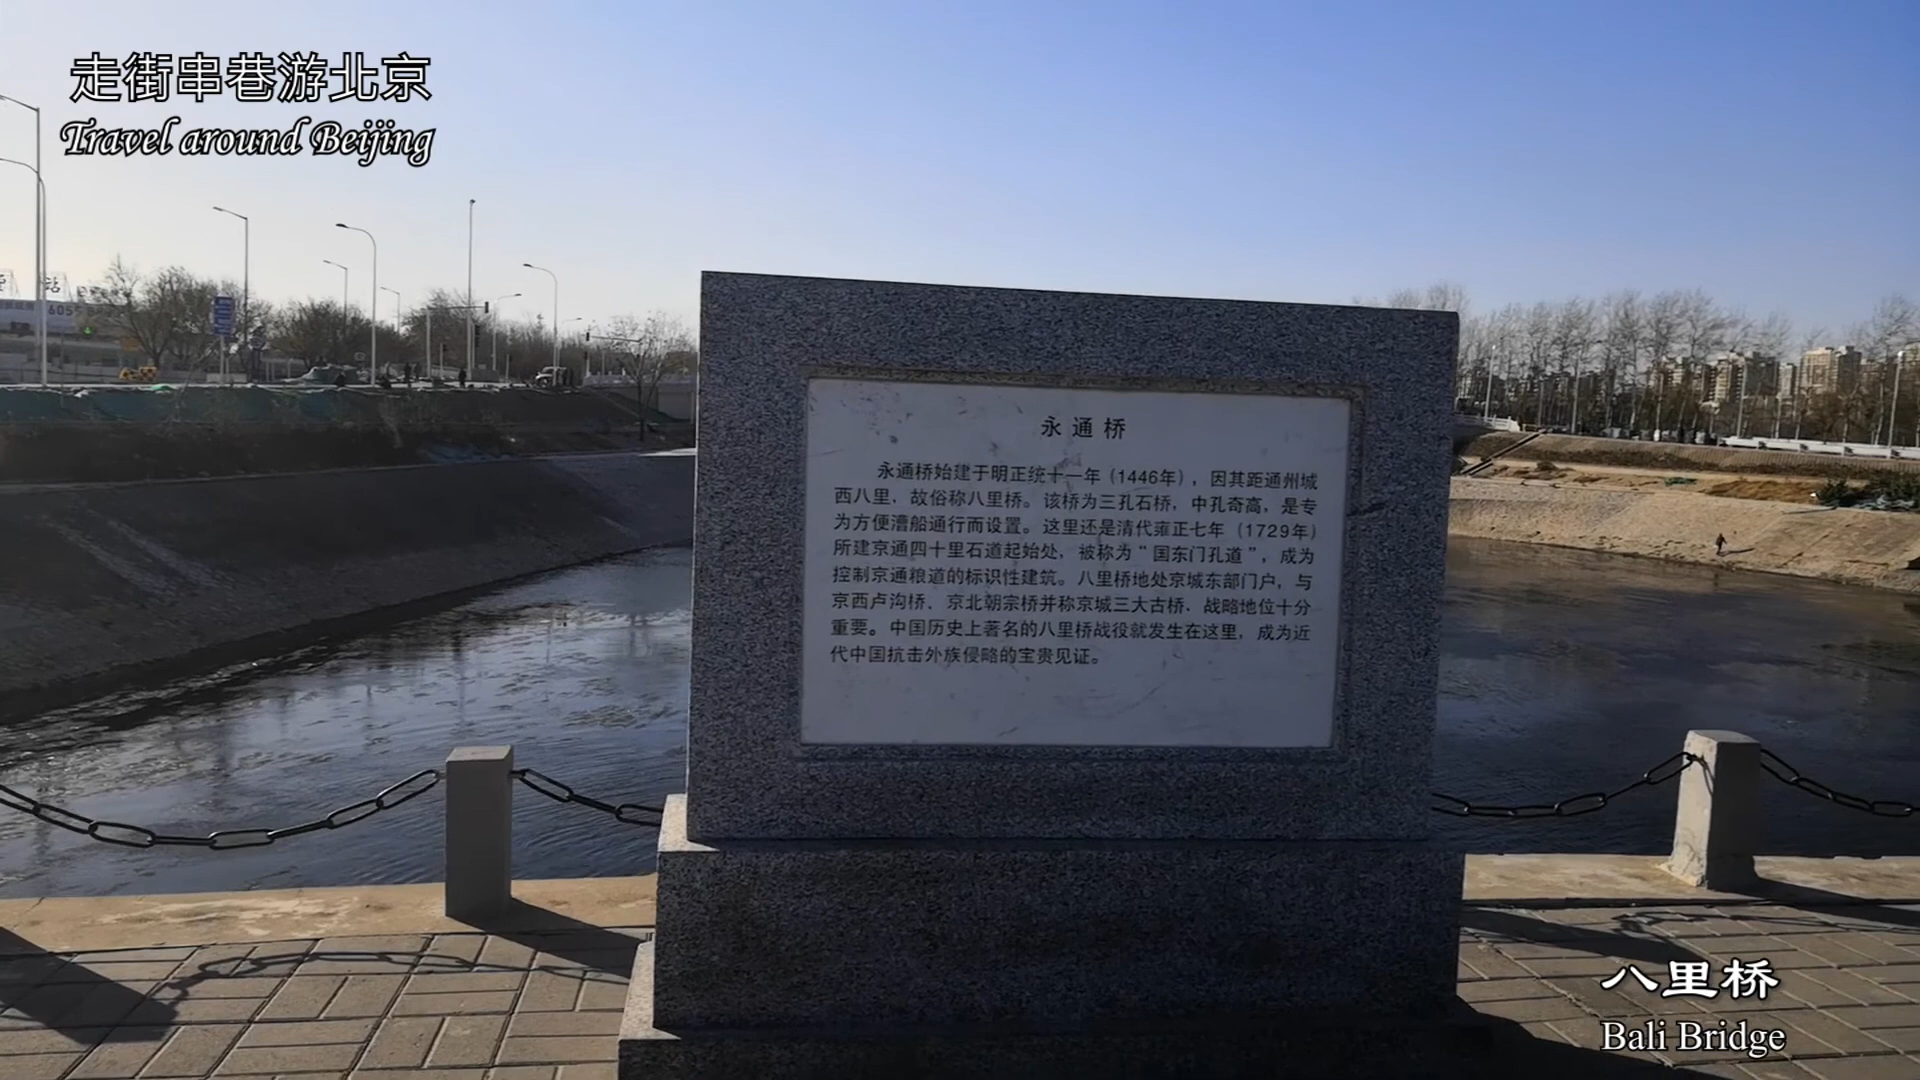 走街串巷游北京
Travel around Beijing
站
永通桥
永通桥始建于明正统十一年（1446年），因其距通州城
西八里，故俗称八里桥。该桥为三孔石桥，中孔奇高，是专
为方便漕船通行而设置。这里还是清代雍正七年（1729年）
所建京通四十里石道起始处，被称为“国东门孔道”，成为
控制京通粮道的标识性建筑。八里桥地处京城东部门户，与
京西卢沟桥、京北朝宗桥并称京城三大古桥，战略地位十分
重要。中国历史上著名的八里桥战役就发生在这里，成为近
代中国抗击外族侵略的宝贵见证。
八里桥
Bali Bridge